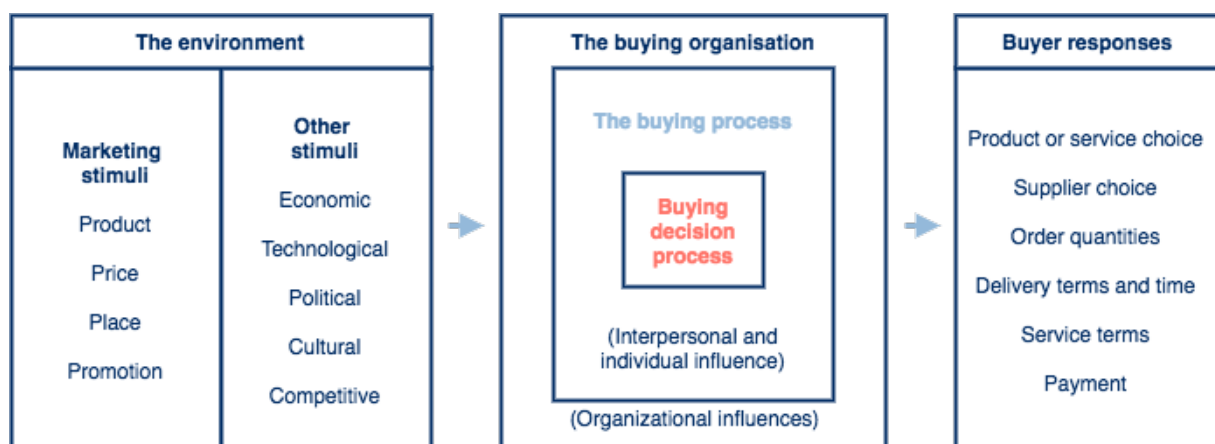 The environment
Marketing
stimuli
Product
Price
Place
Promotion
Other
stimuli
Economic
Technological
Political
Cultural
Competitive
The buying organisation
The buying process
Buying
decision
process
(Interpersonal and
individual influence)
(Organizational influences)
Buyer responses
Product or service choice
Supplier choice
Order quantities
Delivery terms and time
Service terms
Payment